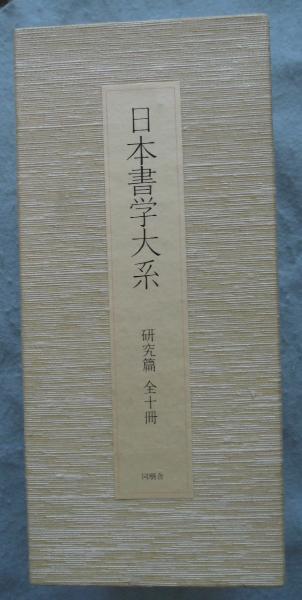 日本書学大系
研究篇 全十冊
同朋舎